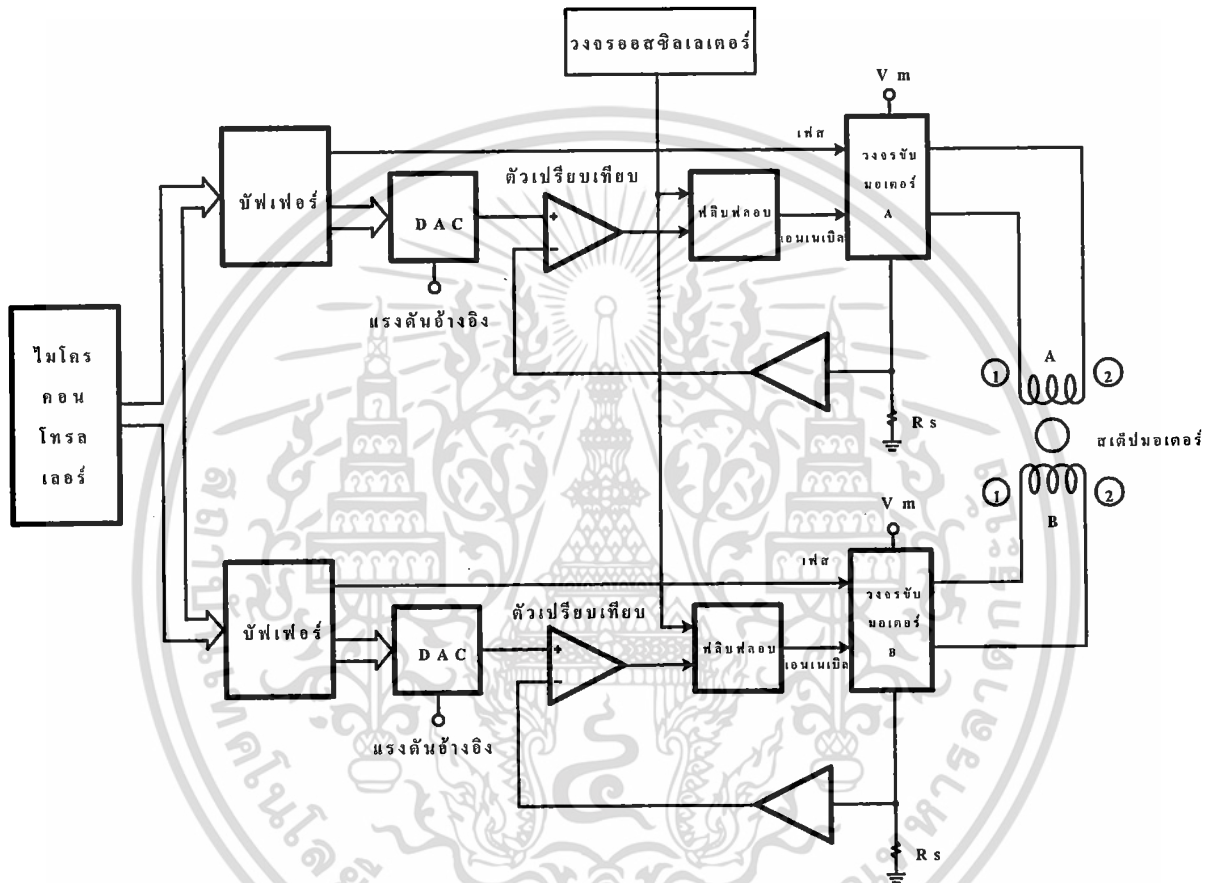 วงจรออสซิลเลเตอร์
V m
เฟส
บัฟเฟอร์
ตัวเปรียบเทียบ
วงจรขับ
มอเตอร์
A
DAC
+
-
ฟลิบฟลอบ
เอนเนเบิล
แรงดันอ้างอิง
ไมโคร
คอน
โทรล
เลอร์
R s
A
1
2
สเต็ปมอเตอร์
1
2
B
V m
เฟส
บัฟเฟอร์
ตัวเปรียบเทียบ
วงจรขับ
มอเตอร์
B
DAC
+
-
ฟลิบฟลอบ
เอนเนเบิล
แรงดันอ้างอิง
R s